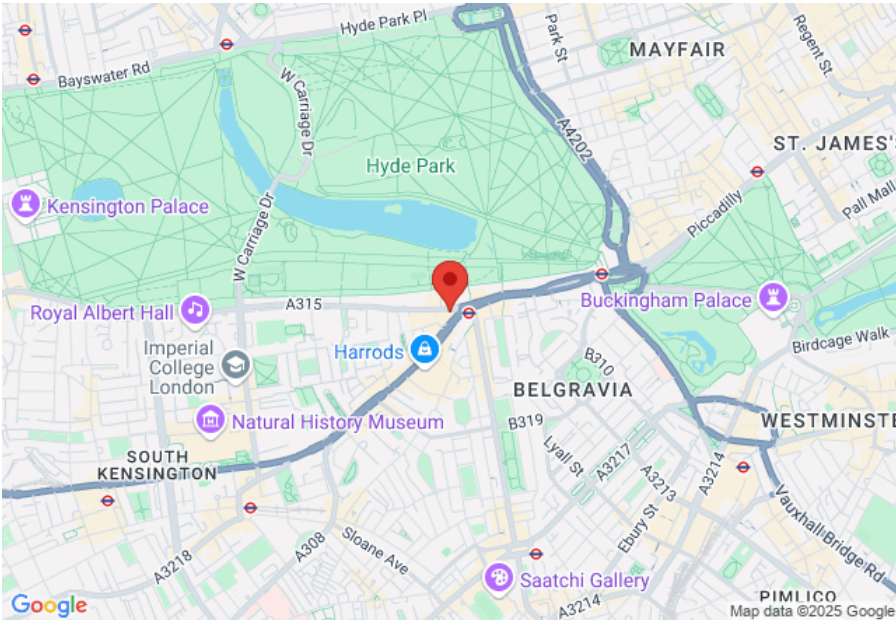 Hyde Park Pl
Park St
MAYFAIR
Regent St.
Bayswater Rd
W Carriage Dr
A4202
ST. JAMES'S
Hyde Park
Kensington Palace
W Carriage Dr
Piccadilly
Pall Mall
Royal Albert Hall
A315
Buckingham Palace
Birdcage Walk
Imperial
College
London
Harrods
B310
BELGRAVIA
Natural History Museum
B319
WESTMINSTE
Lyall St
A3217
SOUTH
KENSINGTON
A3213
A3214
Ebury St
Vauxhall Bridge Rd
A308
Sloane Ave
A3218
Saatchi Gallery
A3214
PIMLICO
Google
Map data ©2025 Google